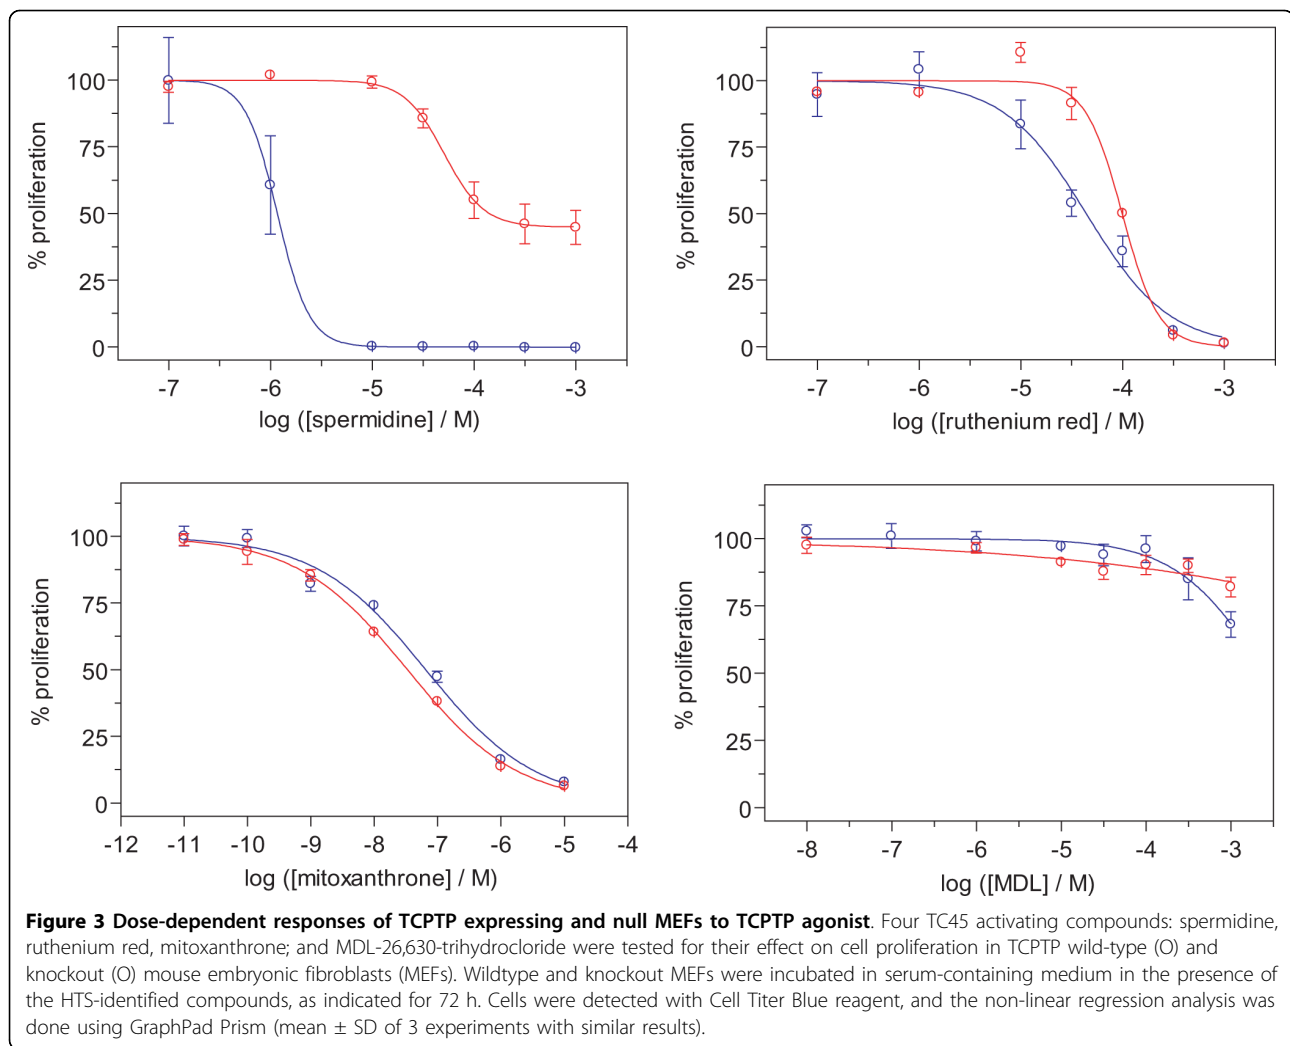 % proliferation
100
75
50
25
0
-7 -6 -5 -4 -3
log ([spermidine] / M)
% proliferation
100
75
50
25
0
-7 -6 -5 -4 -3
log ([ruthenium red] / M)
% proliferation
100
75
50
25
0
-12 -11 -10 -9 -8 -7 -6 -5 -4
log ([mitoxanthrone] / M)
% proliferation
100
75
50
25
0
-8 -7 -6 -5 -4 -3
log ([MDL] / M)
Figure 3 Dose-dependent responses of TCPTP expressing and null MEFs to TCPTP agonist. Four TC45 activating compounds: spermidine,
ruthenium red, mitoxanthrone; and MDL-26,630-trihydrocloride were tested for their effect on cell proliferation in TCPTP wild-type (O) and
knockout (O) mouse embryonic fibroblasts (MEFs). Wildtype and knockout MEFs were incubated in serum-containing medium in the presence of
the HTS-identified compounds, as indicated for 72 h. Cells were detected with Cell Titer Blue reagent, and the non-linear regression analysis was
done using GraphPad Prism (mean ± SD of 3 experiments with similar results).